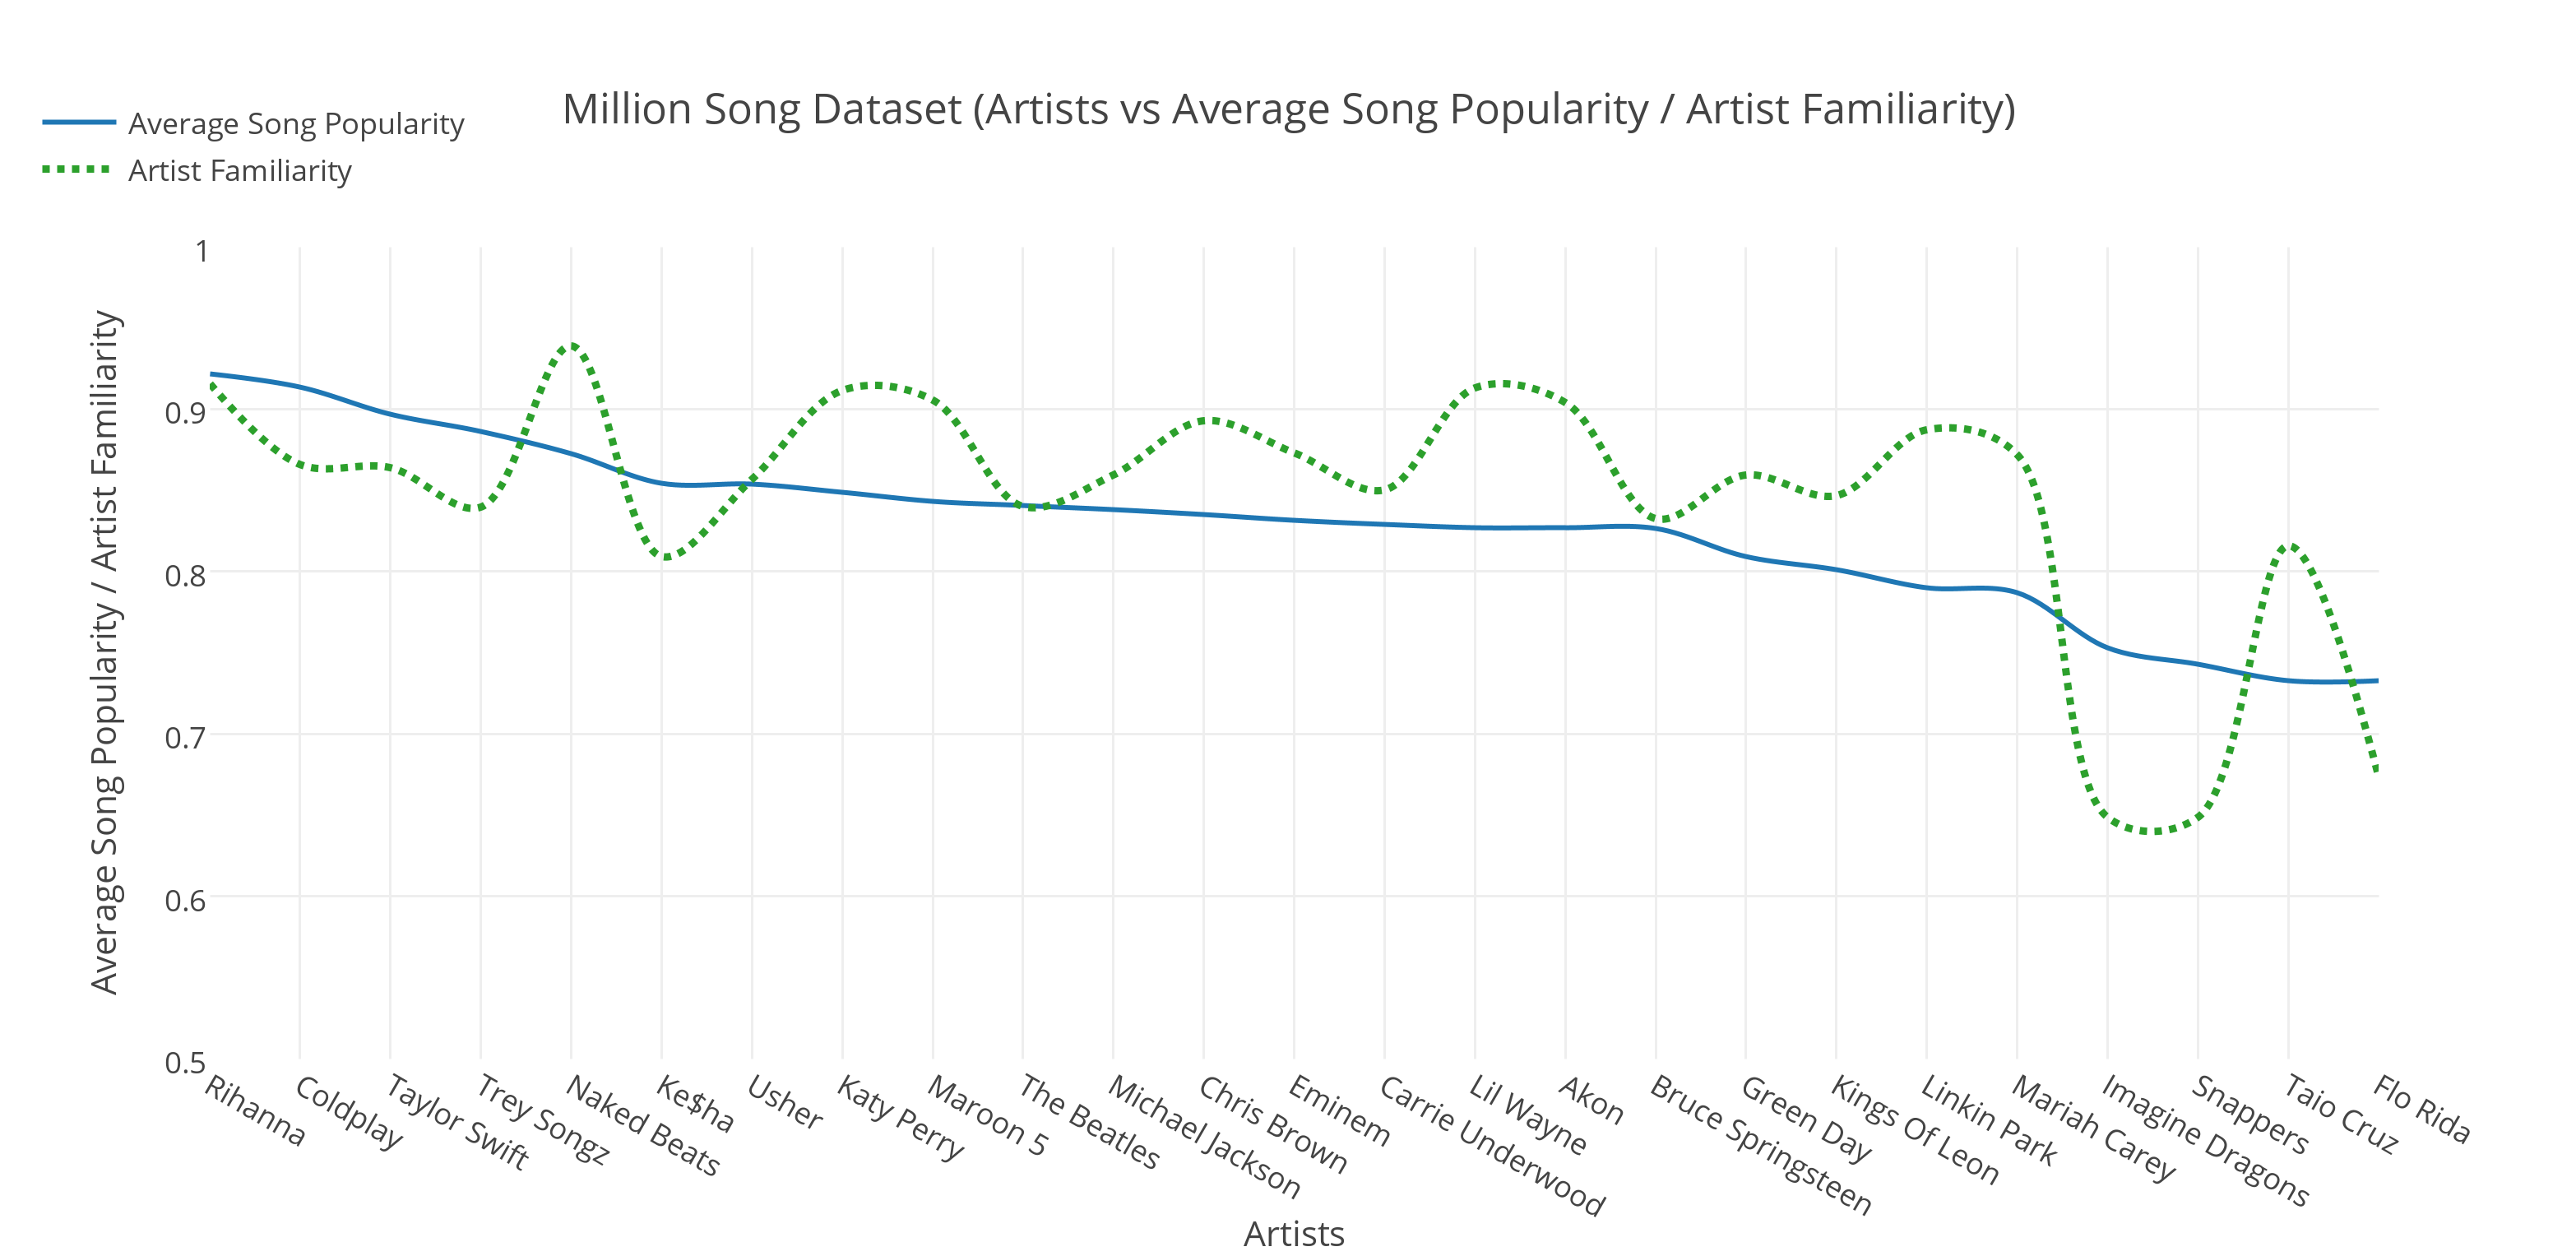 Million Song Dataset (Artists vs Average Song Popularity / Artist Familiarity)
Average Song Popularity
Artist Familiarity
Average Song Popularity / Artist Familiarity
1
0.9
0.8
0.7
0.6
0.5
Rihanna
Coldplay
Taylor Swift
Trey Songz
Naked Beats
Ke$ha
Usher
Katy Perry
Maroon 5
The Beatles
Michael Jackson
Chris Brown
Eminem
Carrie Underwood
Lil Wayne
Akon
Bruce Springsteen
Green Day
Kings Of Leon
Linkin Park
Mariah Carey
Imagine Dragons
Snappers
Taio Cruz
Flo Rida
Artists